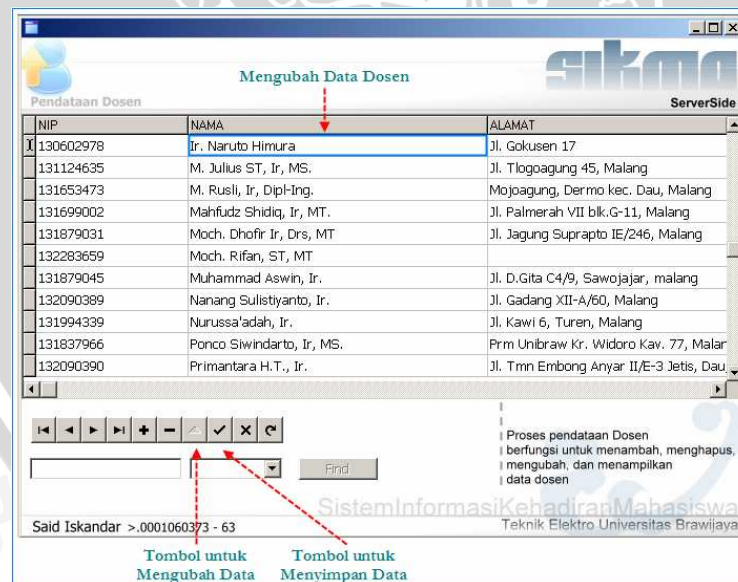 Mengubah Data Dosen
sikma
Pendataan Dosen
ServerSide
NIP NAMA ALAMAT
130602978 Ir. Naruto Himura Jl. Gokusen 17
131124635 M. Julius ST, Ir, MS. Jl. Tlogoagung 45, Malang
131653473 M. Rusli, Ir, Dipl-Ing. Mojoagung, Dermo kec. Dau, Malang
131699002 Mahfudz Shidiq, Ir, MT. Jl. Palmerah VII blk.G-11, Malang
131879031 Moch. Dhofir Ir, Drs, MT Jl. Jagung Suprapto IE/246, Malang
132283659 Moch. Rifan, ST, MT
131879045 Muhammad Aswin, Ir. Jl. D.Gita C4/9, Sawojajar, malang
132090389 Nanang Sulistiyanto, Ir. Jl. Gadang XII-A/60, Malang
131994339 Nurussa'adah, Ir. Jl. Kawi 6, Turen, Malang
131837966 Ponco Siwindarto, Ir, MS. Prm Unibraw Kr. Widoro Kav. 77, Malan
132090390 Primantara H.T., Ir. Jl. Tmn Embong Anyar II/E-3 Jetis, Dau,
Proses pendataan Dosen
berfungsi untuk menambah, menghapus,
mengubah, dan menampilkan
data dosen
Find
SistemInformasiKehadiranMahasiswa
Said Iskandar >.0001060373 - 63
Teknik Elektro Universitas Brawijaya
Tombol untuk
Mengubah Data
Tombol untuk
Menyimpan Data